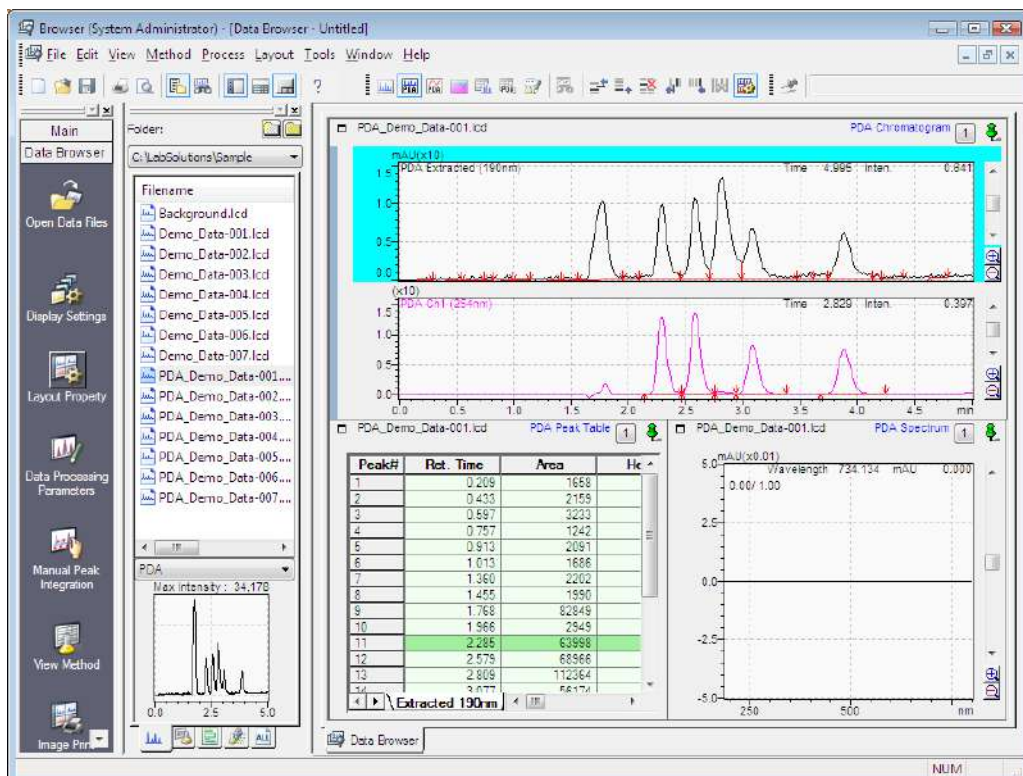 Browser (System Administrator) - [Data Browser - Untitled]
File Edit View Method Process Layout Tools Window Help
Main
Data Browser
Open Data Files
Display Settings
Layout Property
Data Processing
Parameters
Manual Peak
Integration
View Method
Image Print
Folder:
C:\LabSolutions\Sample
Filename
Background.lcd
Demo_Data-001.lcd
Demo_Data-002.lcd
Demo_Data-003.lcd
Demo_Data-004.lcd
Demo_Data-005.lcd
Demo_Data-006.lcd
Demo_Data-007.lcd
PDA_Demo_Data-001....
PDA_Demo_Data-002....
PDA_Demo_Data-003....
PDA_Demo_Data-004....
PDA_Demo_Data-005....
PDA_Demo_Data-006....
PDA_Demo_Data-007....
PDA
Max Intensity : 34,178
0.0 2.5 5.0
ALL
PDA_Demo_Data-001.lcd PDA Chromatogram 1
mAU(x10)
PDA Extracted (190nm) Time 4.995 Inten. 0.841
1.5
1.0
0.5
0.0
(x10)
PDA Ch1 (254nm) Time 2.829 Inten. 0.397
1.5
1.0
0.5
0.0
0.0 0.5 1.0 1.5 2.0 2.5 3.0 3.5 4.0 4.5 min
PDA_Demo_Data-001.lcd PDA Peak Table 1
Peak# Ret. Time Area He
1 0.209 1658
2 0.433 2159
3 0.597 3233
4 0.757 1242
5 0.913 2091
6 1.013 1686
7 1.360 2202
8 1.455 1990
9 1.768 82849
10 1.966 2949
11 2.285 63998
12 2.579 68966
13 2.809 112364
14 3.077 56174
Extracted 190nm
PDA_Demo_Data-001.lcd PDA Spectrum 1
mAU(x0.01)
Wavelength 734.134 mAU 0.000
0.00/ 1.00
5.0
2.5
0.0
-2.5
-5.0
250 500 nm
Data Browser
NUM